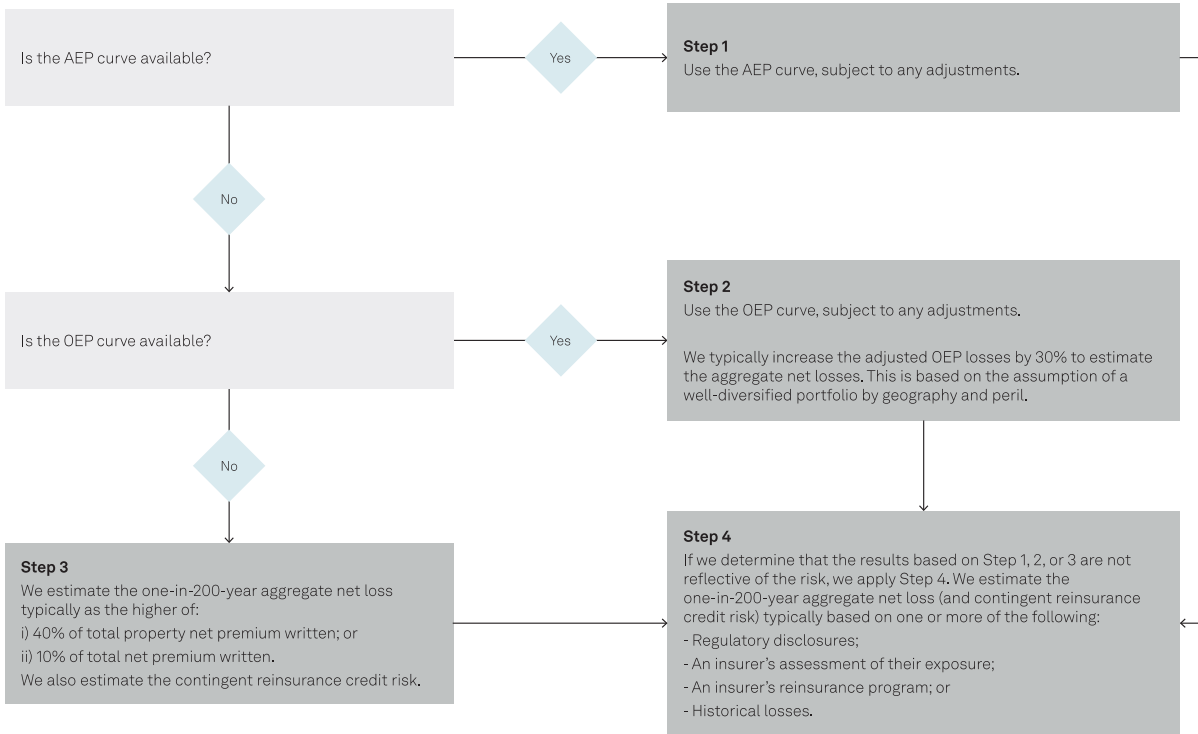 Is the AEP curve available?
Yes
Step 1
Use the AEP curve, subject to any adjustments.
No
Is the OEP curve available?
Yes
Step 2
Use the OEP curve, subject to any adjustments.
We typically increase the adjusted OEP losses by 30% to estimate
the aggregate net losses. This is based on the assumption of a
well-diversified portfolio by geography and peril.
No
Step 3
We estimate the one-in-200-year aggregate net loss
typically as the higher of:
i) 40% of total property net premium written; or
ii) 10% of total net premium written.
We also estimate the contingent reinsurance credit risk.
Step 4
If we determine that the results based on Step 1, 2, or 3 are not
reflective of the risk, we apply Step 4. We estimate the
one-in-200-year aggregate net loss (and contingent reinsurance
credit risk) typically based on one or more of the following:
- Regulatory disclosures;
- An insurer's assessment of their exposure;
- An insurer's reinsurance program; or
- Historical losses.